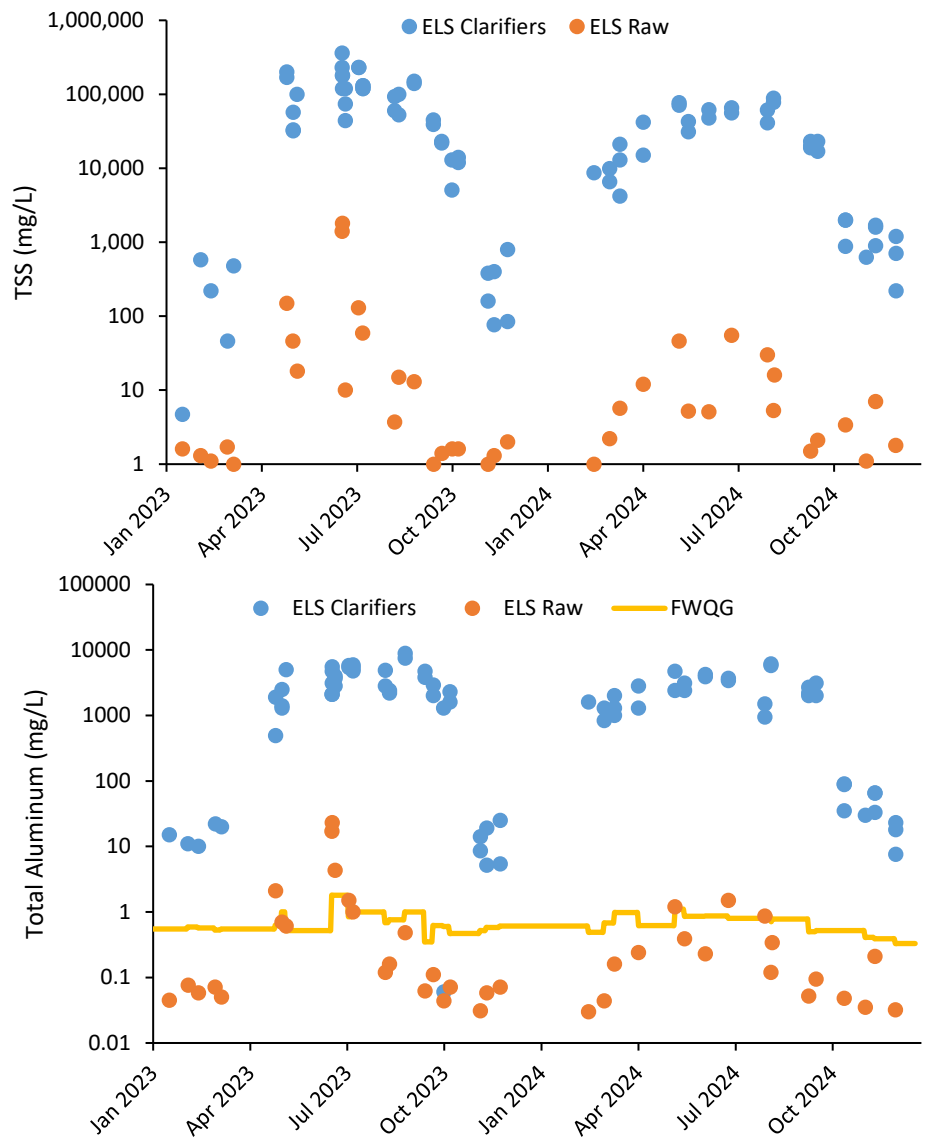 1,000,000
ELS Clarifiers ELS Raw
100,000
10,000
1,000
100
10
1
TSS (mg/L)
Jan 2023 Apr 2023 Jul 2023 Oct 2023 Jan 2024 Apr 2024 Jul 2024 Oct 2024
100000
ELS Clarifiers ELS Raw FWQG
10000
1000
100
10
1
0.1
0.01
Total Aluminum (mg/L)
Jan 2023 Apr 2023 Jul 2023 Oct 2023 Jan 2024 Apr 2024 Jul 2024 Oct 2024